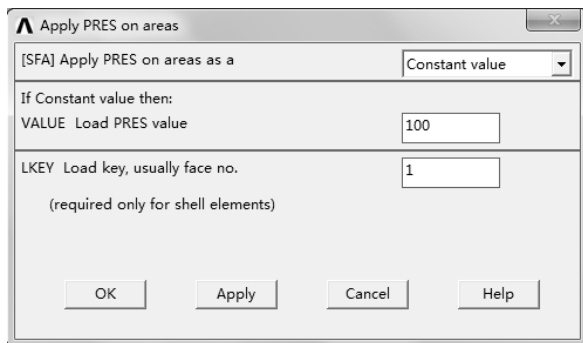 Apply PRES on areas
[SFA] Apply PRES on areas as a Constant value
If Constant value then:
VALUE Load PRES value 100
LKEY Load key, usually face no. 1
(required only for shell elements)
OK Apply Cancel Help